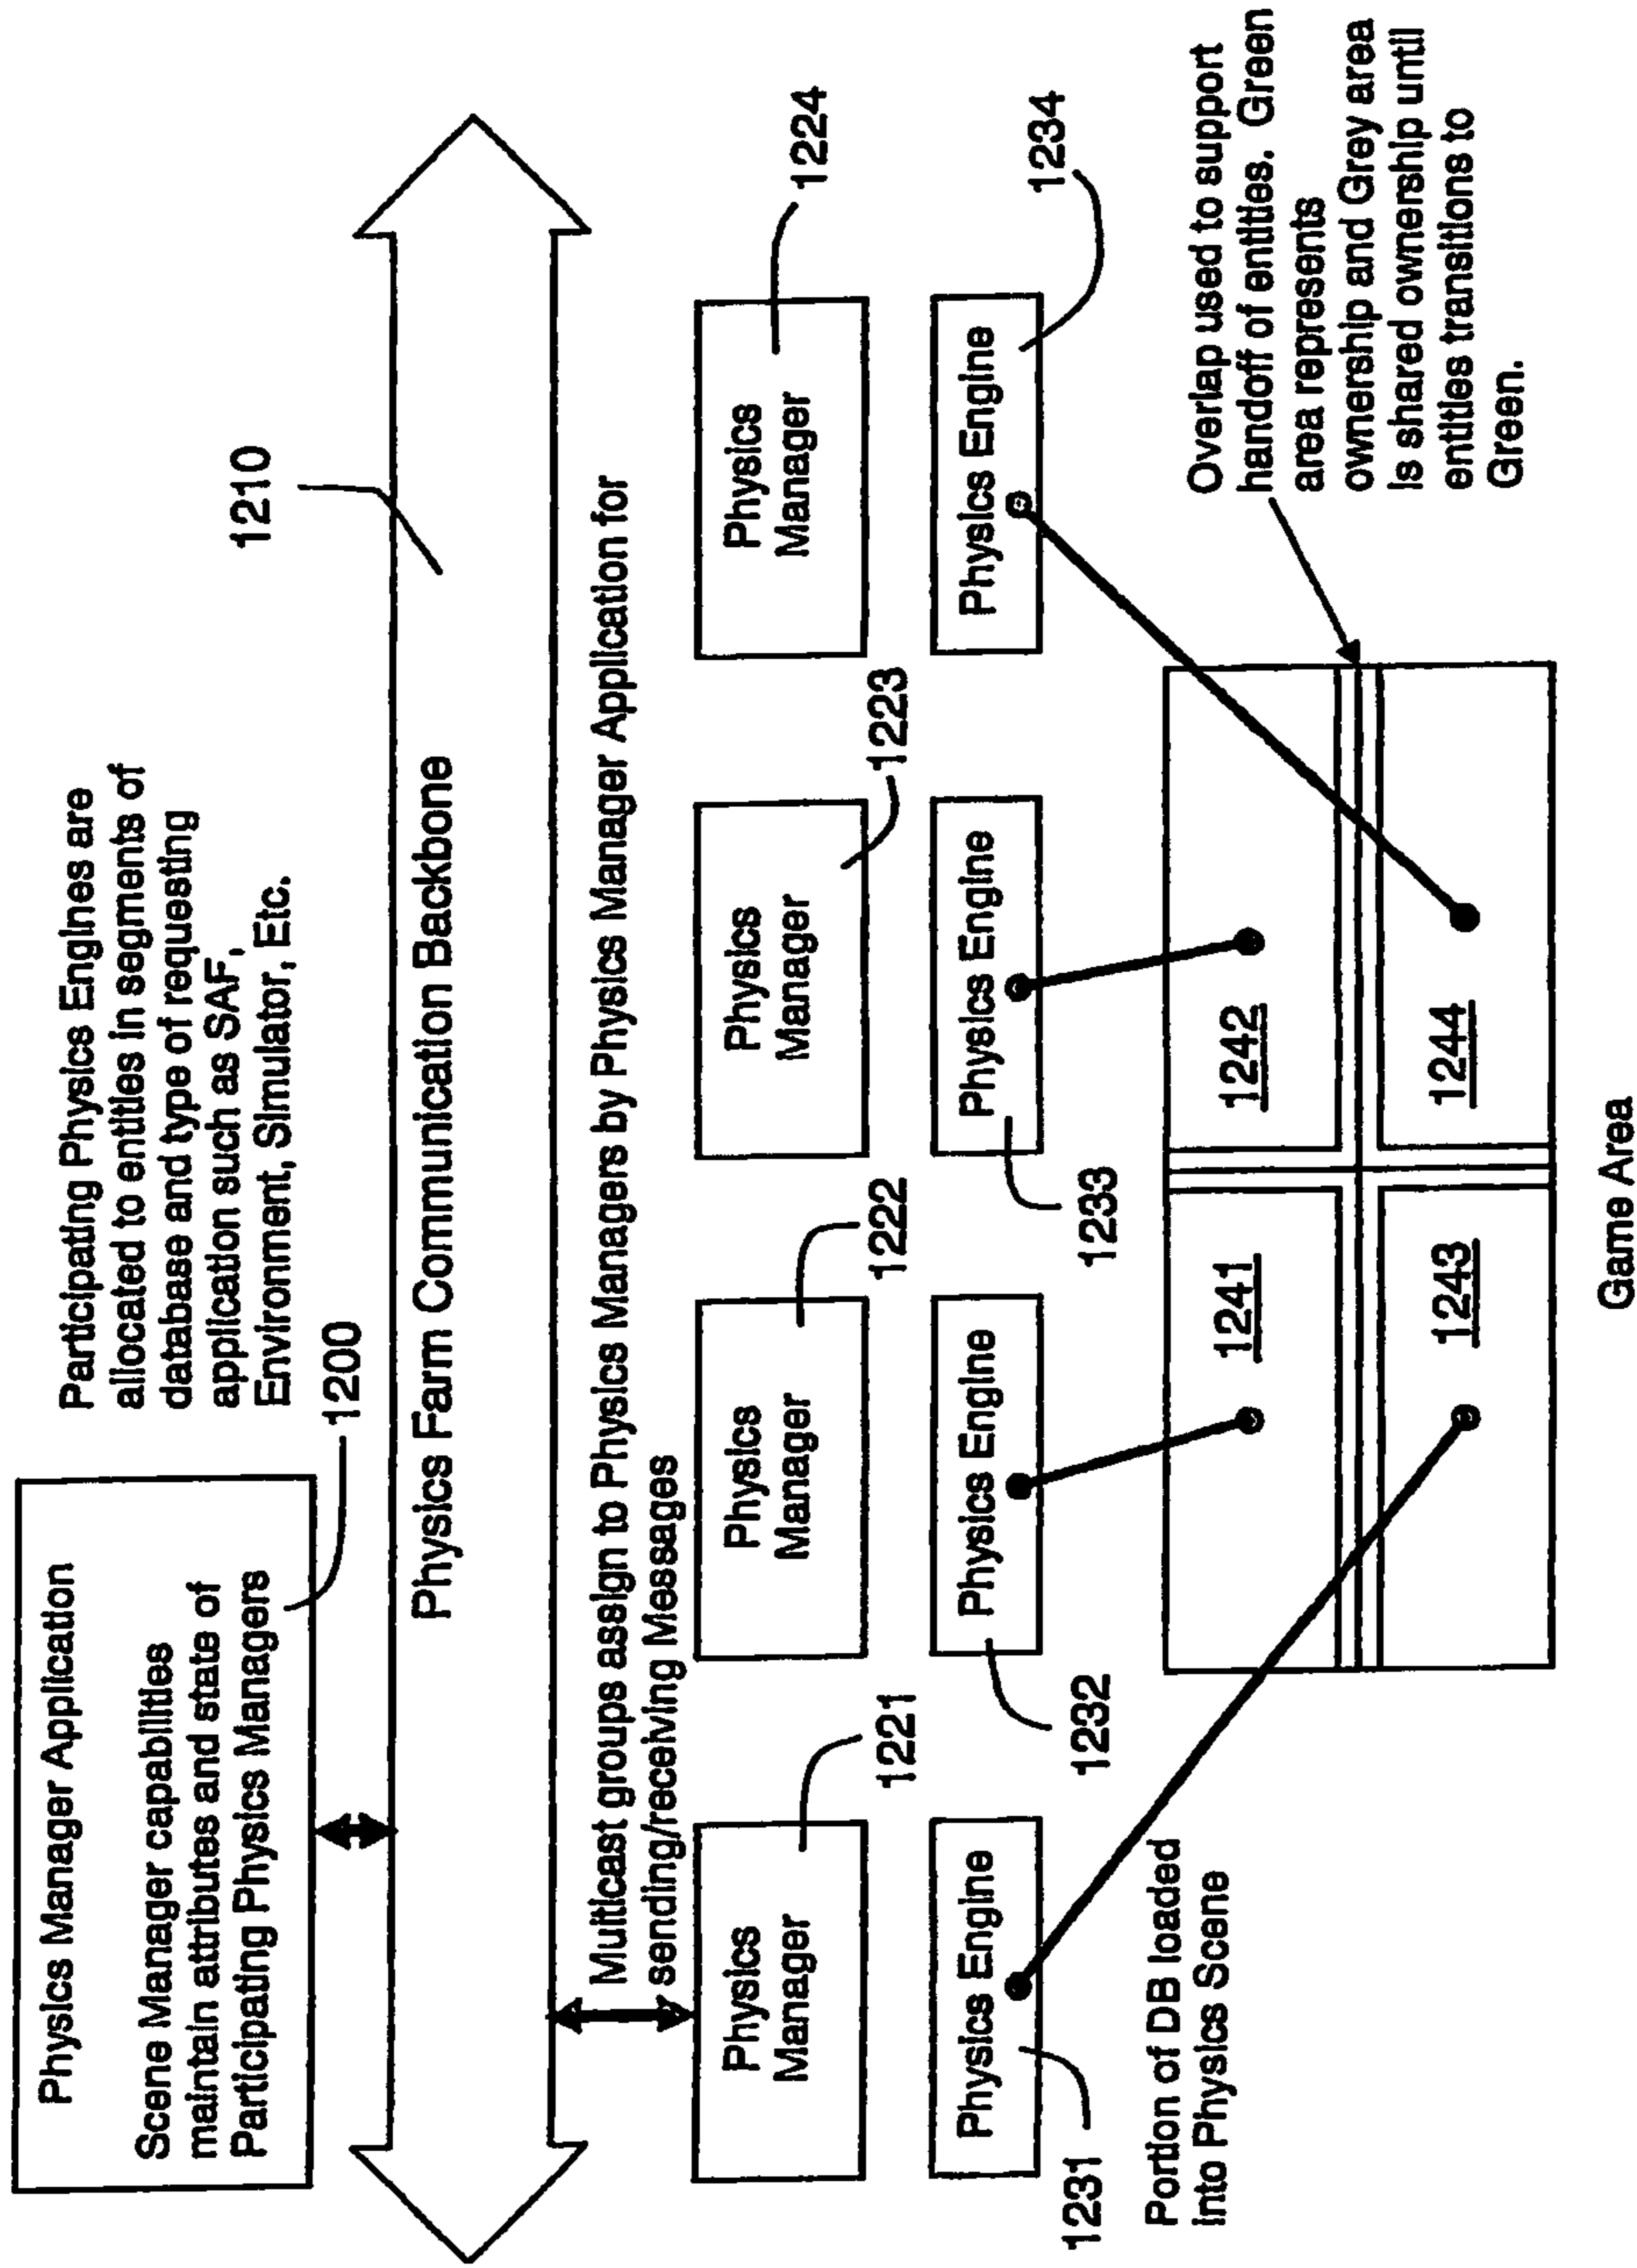 Physics Manager Application
Scene Manager capabilities
maintain attributes and state of
Participating Physics Managers
1200
Participating Physics Engines are
allocated to entities in segments of
database and type of requesting
application such as SAF,
Environment, Simulator, Etc.
1210
Physics Farm Communication Backbone
Multicast groups assign to Physics Managers by Physics Manager Application for
sending/receiving Messages
Physics
Manager
1221
Physics
Manager
1222
Physics
Manager
1223
Physics
Manager
1224
Physics Engine
1231
Physics Engine
1232
Physics Engine
1233
Physics Engine
1234
Portion of DB loaded
into Physics Scene
1241
1242
1243
1244
Game Area
Overlap used to support
handoff of entities. Green
area represents
ownership and Grey area
is shared ownership until
entities transitions to
Green.